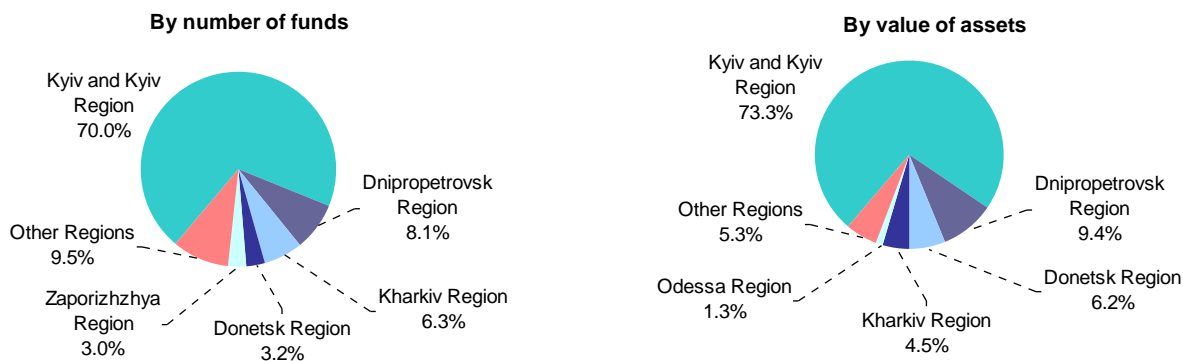 By number of funds
Kyiv and Kyiv
Region
70.0%
Dnipropetrovsk
Region
8.1%
Other Regions
9.5%
Zaporizhzhya
Region
3.0%
Donetsk Region
3.2%
Kharkiv Region
6.3%
By value of assets
Kyiv and Kyiv
Region
73.3%
Dnipropetrovsk
Region
9.4%
Other Regions
5.3%
Odessa Region
1.3%
Kharkiv Region
4.5%
Donetsk Region
6.2%